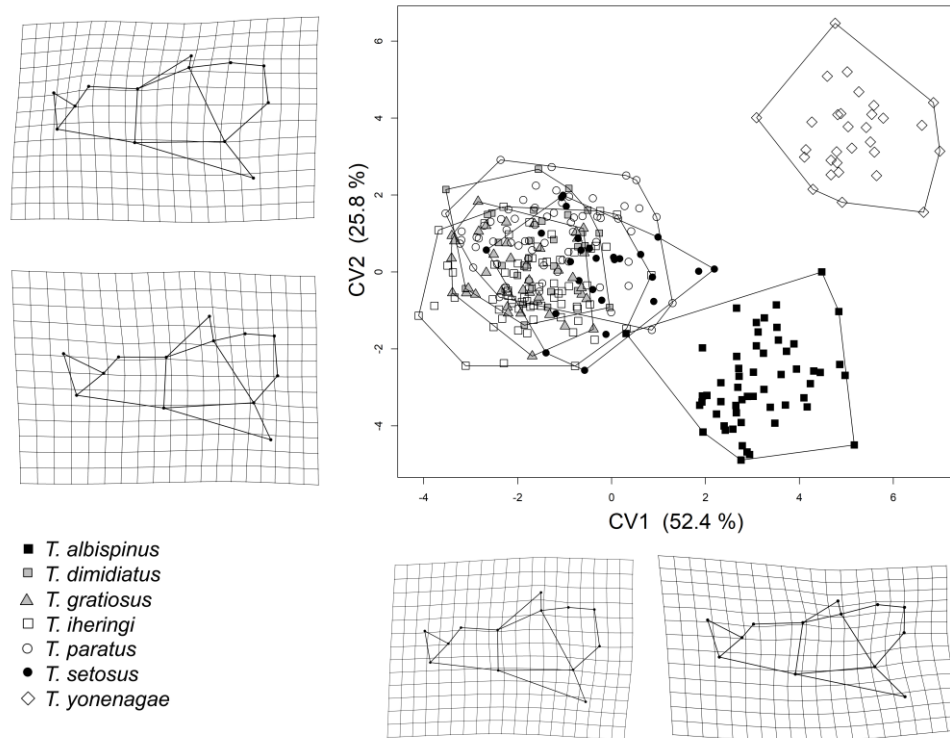 6
4
2
0
-2
-4
CV2 (25.8 %)
-4
-2
0
2
4
6
CV1 (52.4 %)
T. albispinus
T. dimidiatus
T. gratiosus
T. iheringi
T. paratus
T. setosus
T. yonenagae